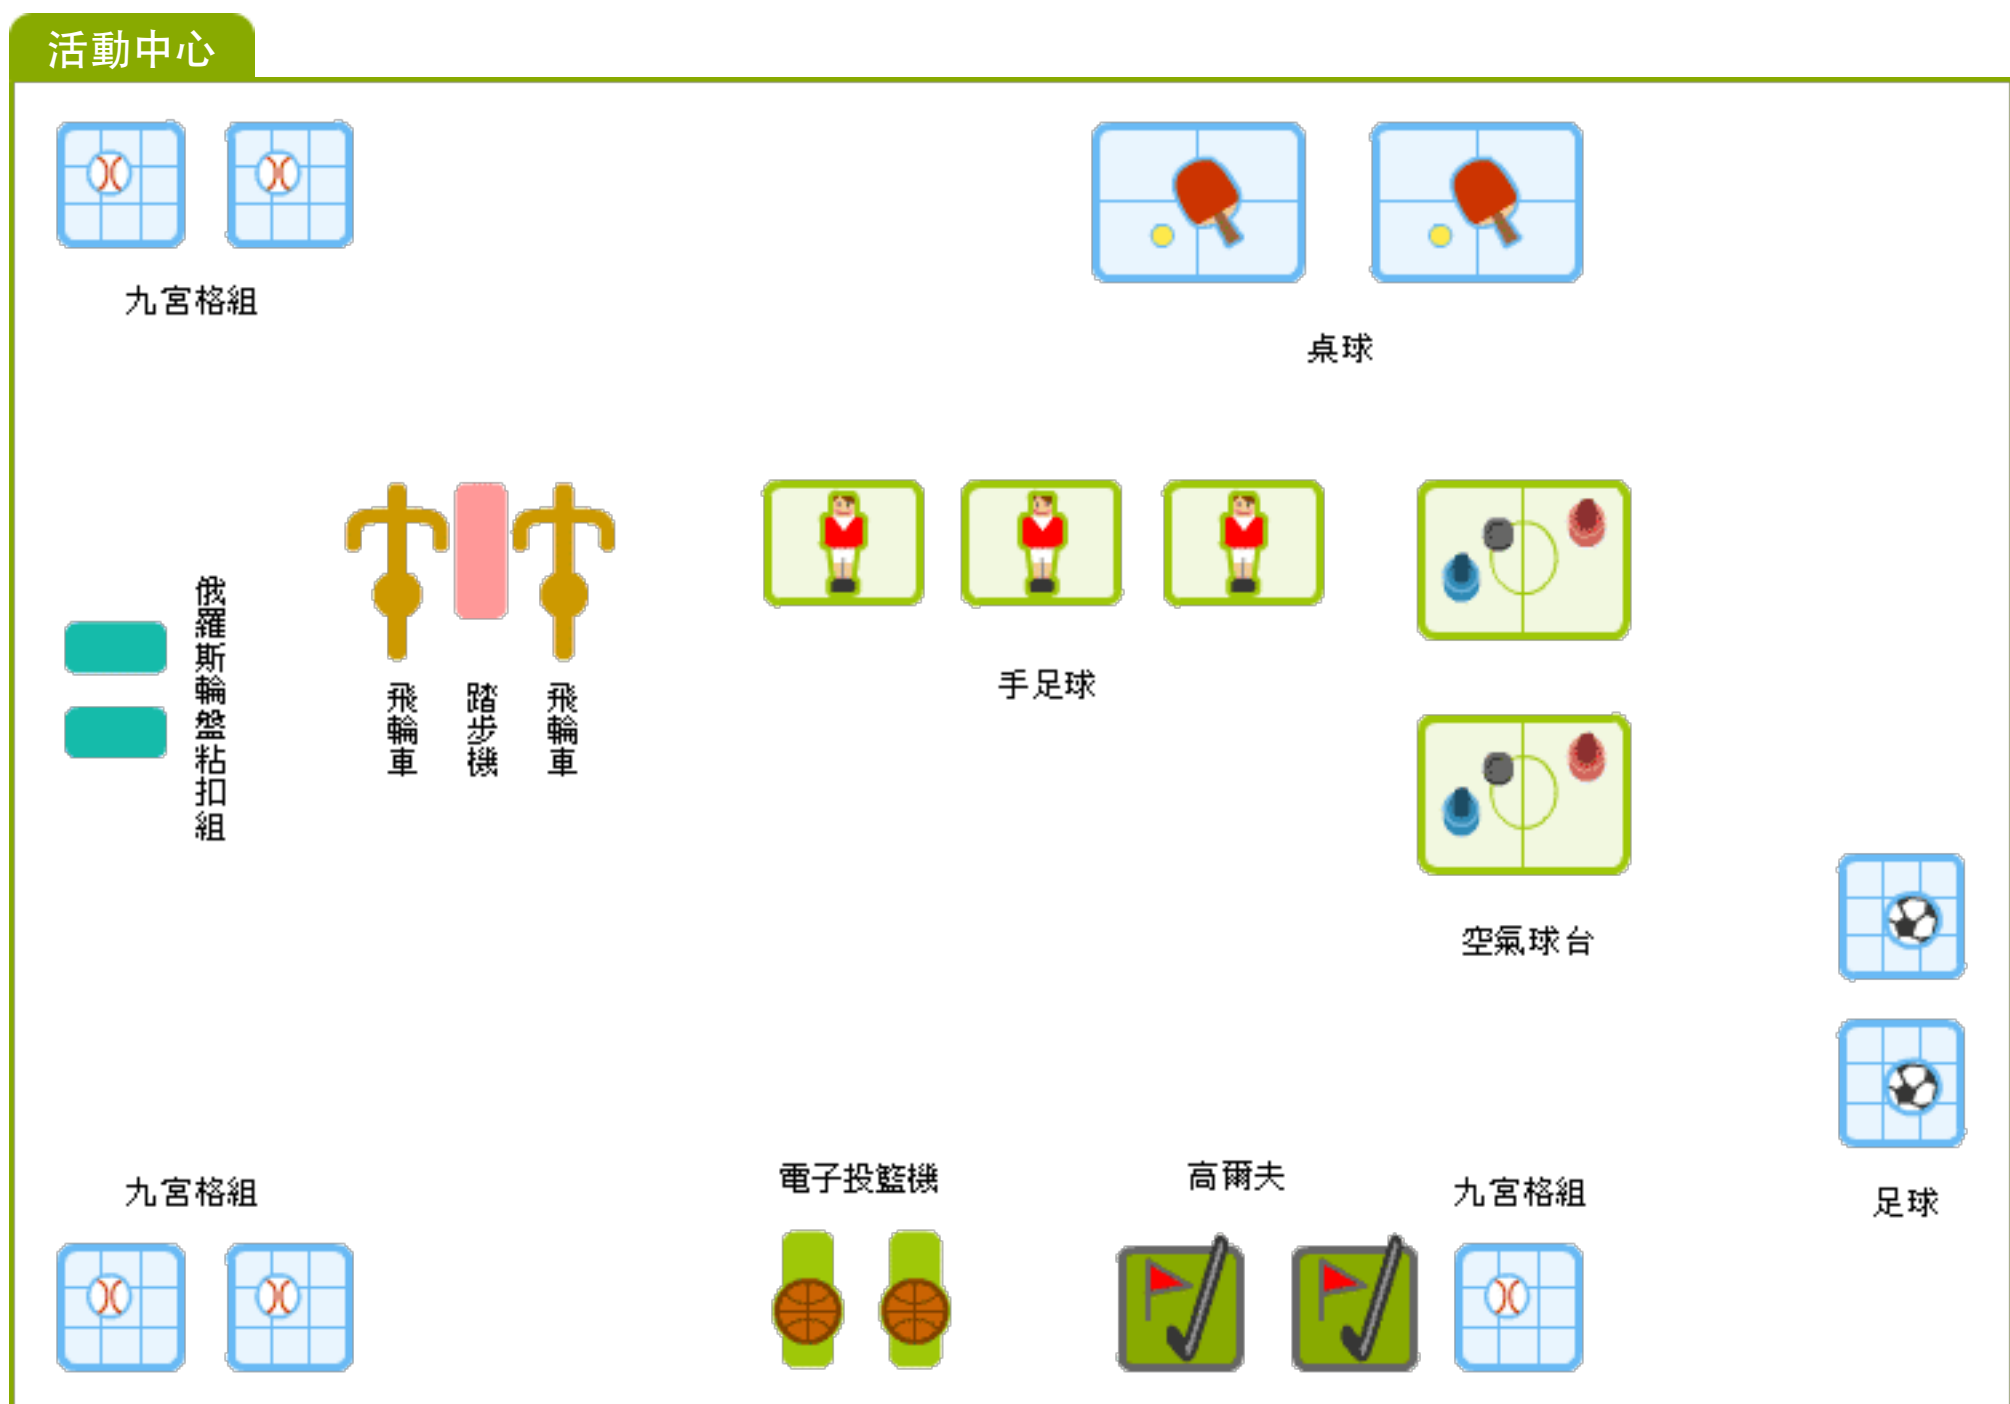 活動中心
九宮格組
桌球
俄羅斯輪盤粘扣組
飛輪車
踏步機
飛輪車
手足球
空氣球台
九宮格組
電子投籃機
高爾夫
九宮格組
足球